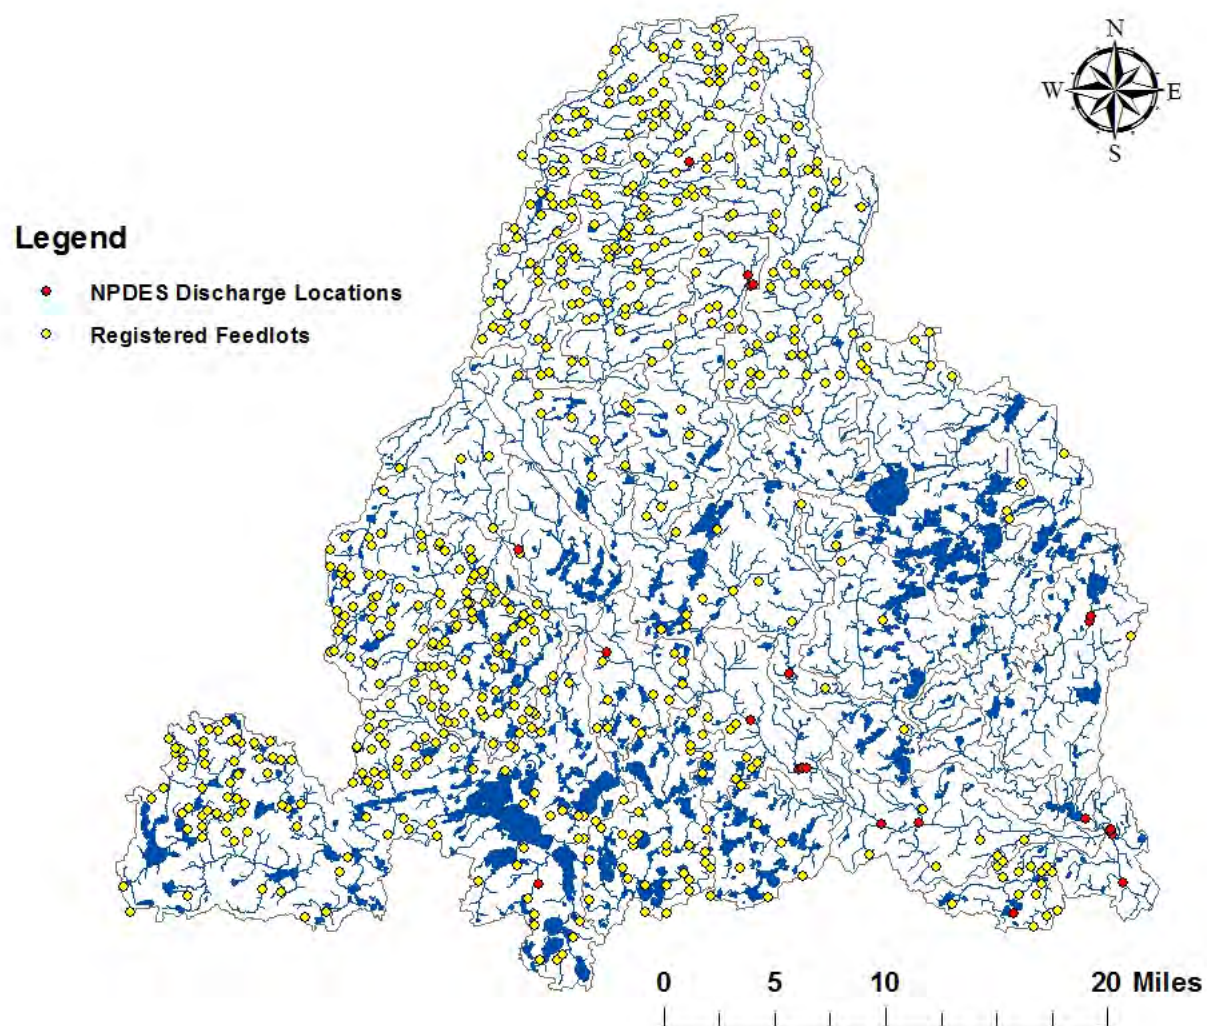 N
W E
S
Legend
NPDES Discharge Locations
Registered Feedlots
0 5 10 20 Miles